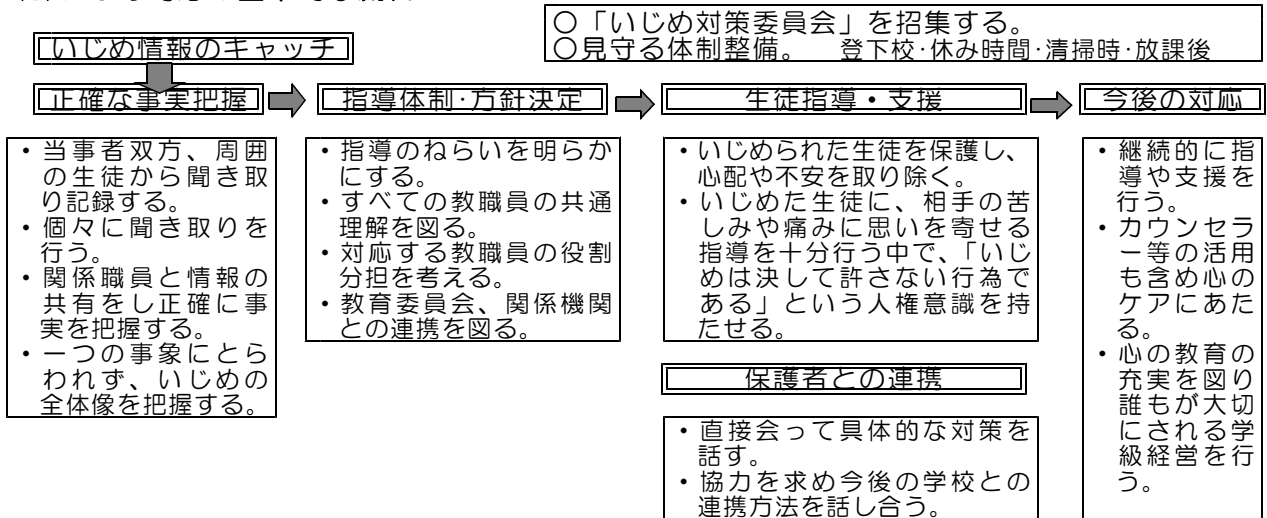 ○「いじめ対策委員会」を招集する。
○見守る体制整備。　登下校・休み時間・清掃時・放課後
いじめ情報のキャッチ
正確な事実把握
指導体制・方針決定
生徒指導・支援
今後の対応
・当事者双方、周囲
の生徒から聞き取
り記録する。
・個々に聞き取りを
行う。
・関係職員と情報の
共有をし正確に事
実を把握する。
・一つの事象にとら
われず、いじめの
全体像を把握する。
・指導のねらいを明らか
にする。
・すべての教職員の共通
理解を図る。
・対応する教職員の役割
分担を考える。
・教育委員会、関係機関
との連携を図る。
・いじめられた生徒を保護し、
心配や不安を取り除く。
・いじめた生徒に、相手の苦
しみや痛みに思いを寄せる
指導を十分行う中で、「いじ
めは決して許さない行為で
ある」という人権意識を持
たせる。
保護者との連携
・直接会って具体的な対策を
話す。
・協力を求め今後の学校との
連携方法を話し合う。
・継続的に指
導や支援を
行う。
・カウンセラ
ー等の活用
も含め心の
ケアにあた
る。
・心の教育の
充実を図り
誰もが大切
にされる学
級経営を行
う。